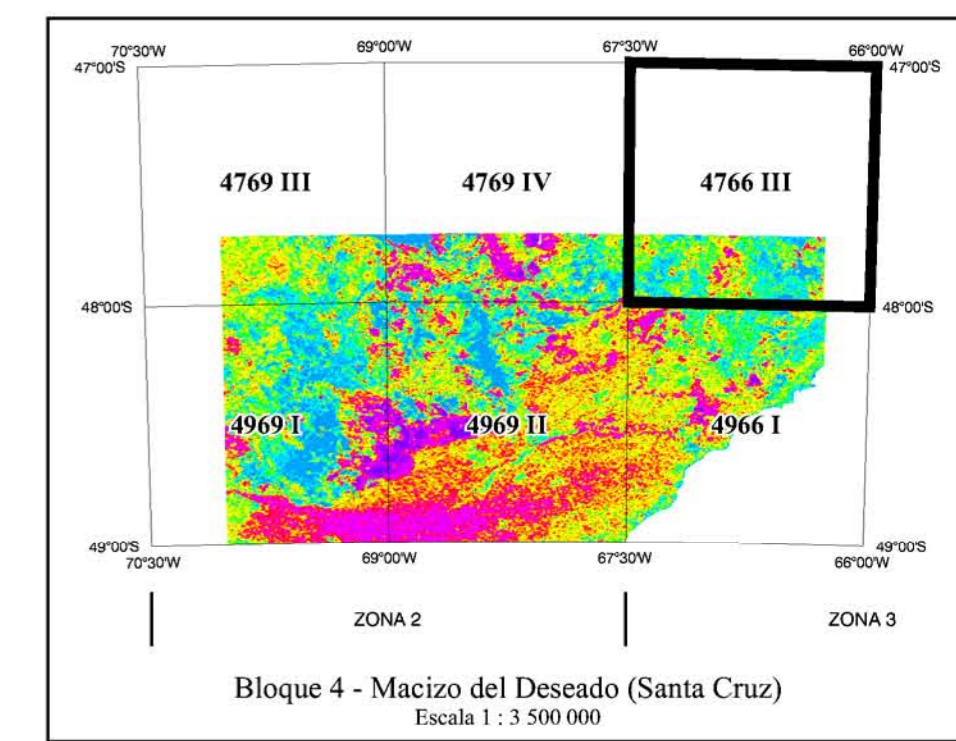 70°30'W 69°00'W 67°30'W 66°00'W
47°00'S 47°00'S
4769 III 4769 IV 4766 III
48°00'S 48°00'S
4969 I 4969 II 4966 I
49°00'S 49°00'S
70°30'W 69°00'W 67°30'W 66°00'W
ZONA 2 ZONA 3
Bloque 4 - Macizo del Deseado (Santa Cruz)
Escala 1 : 3 500 000